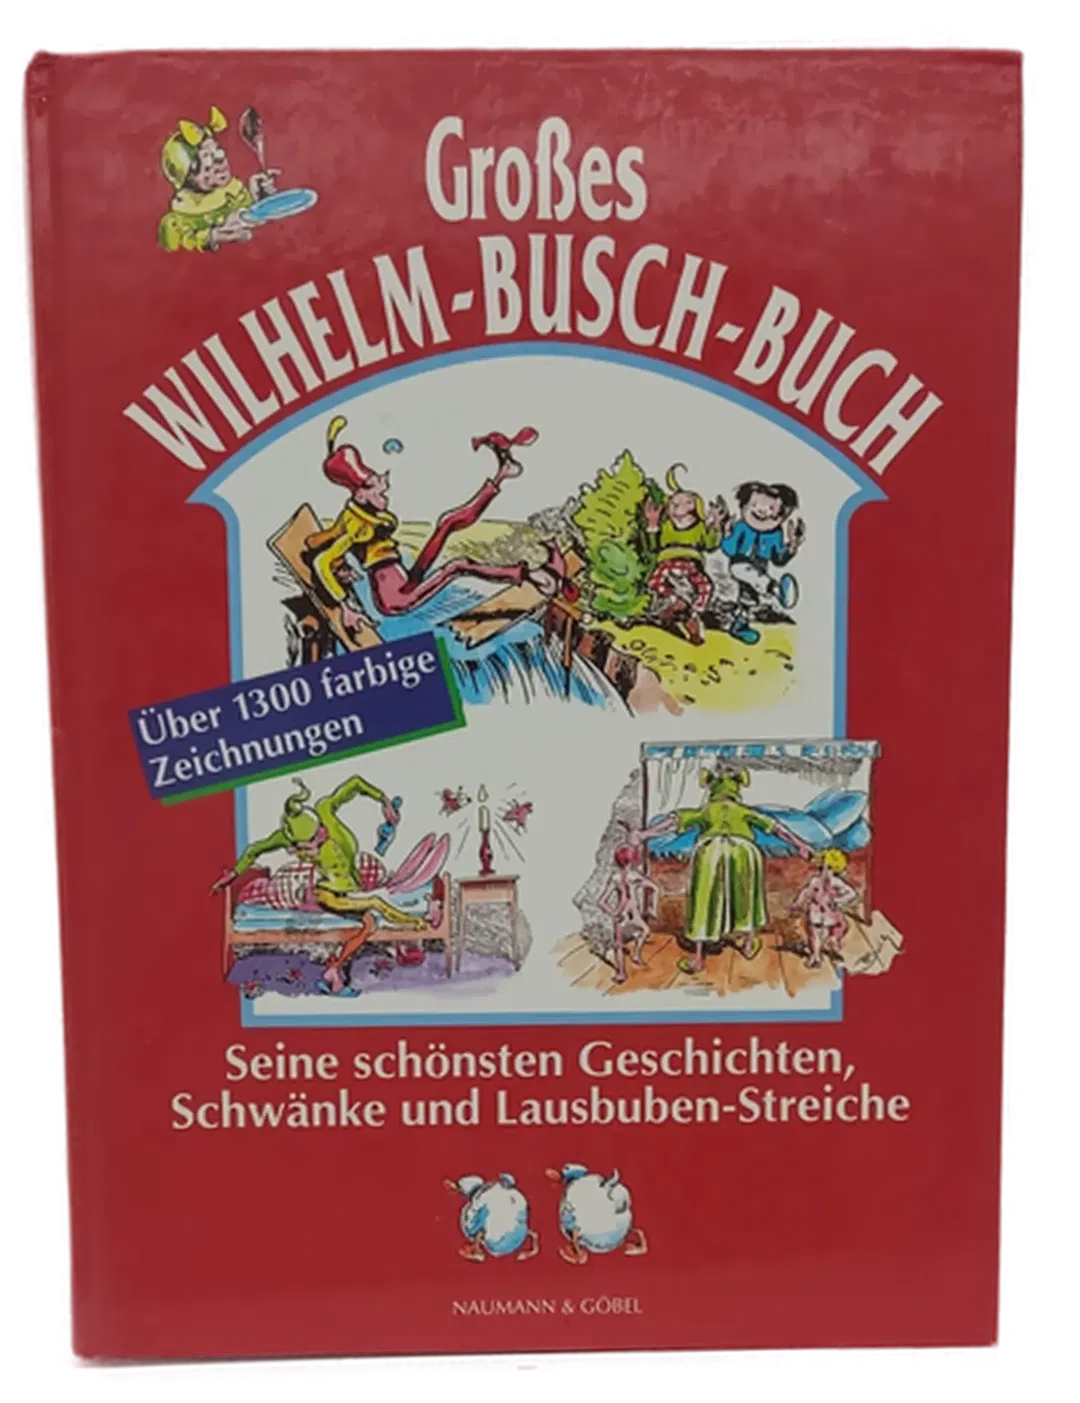 Großes
WILHELM-BUSCH-BUCH
Über 1300 farbige
Zeichnungen
Seine schönsten Geschichten,
Schwänke und Lausbuben-Streiche
NAUMANN & GÖBEL